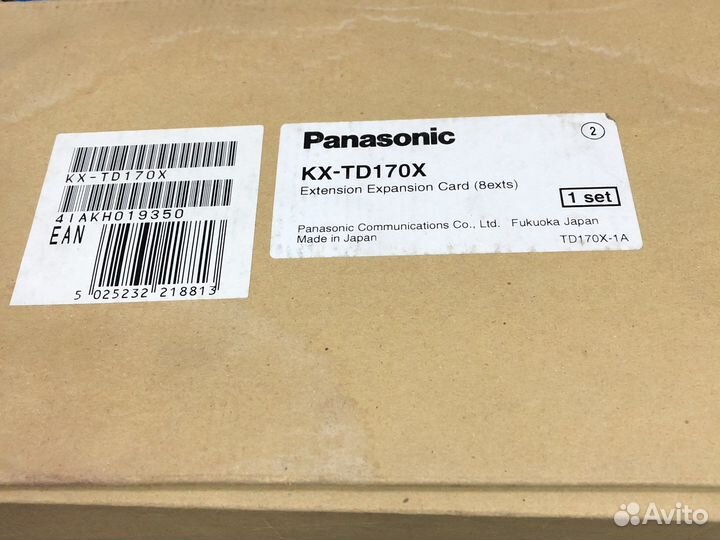 KX-TD170X
4IAKH019350
EAN
5 025232 218813
Panasonic
2
KX-TD170X
Extension Expansion Card (8exts)
1 set
Panasonic Communications Co., Ltd. Fukuoka Japan
Made in Japan
TD170X-1A
Avito